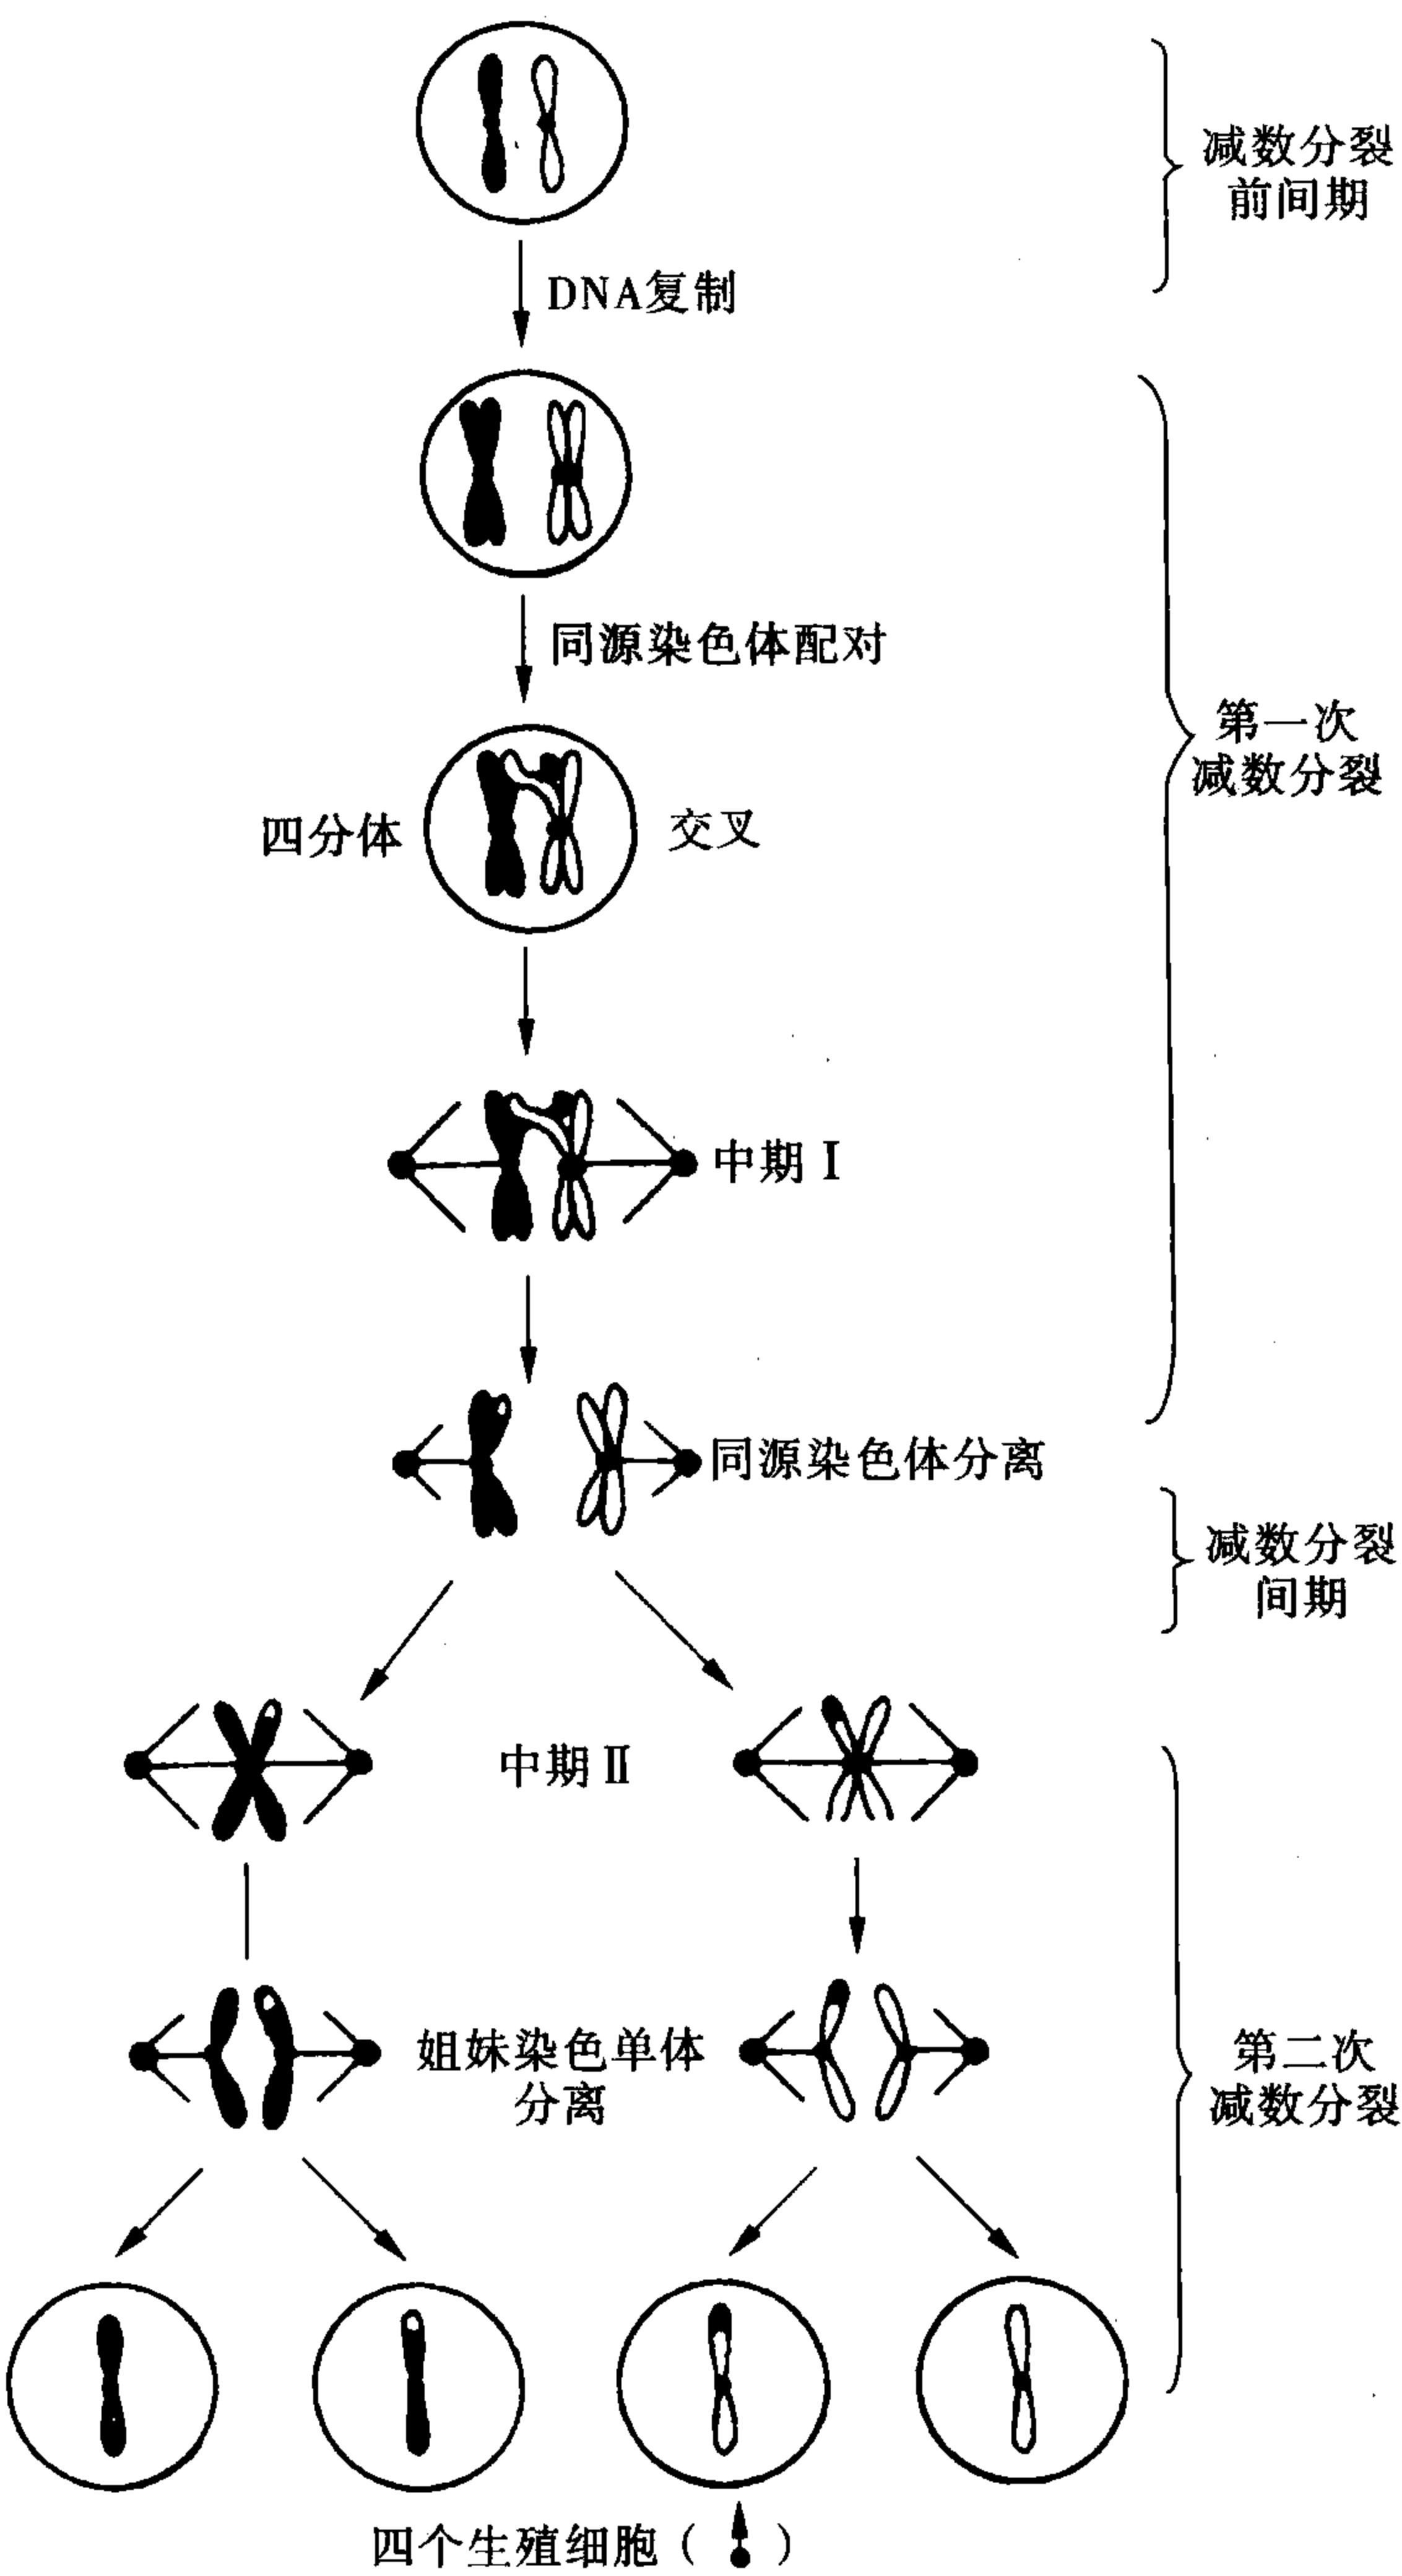 减数分裂
前间期
DNA复制
同源染色体配对
第一次
减数分裂
四分体
交叉
中期Ⅰ
同源染色体分离
减数分裂
间期
中期Ⅱ
姐妹染色单体
分离
第二次
减数分裂
四个生殖细胞( )